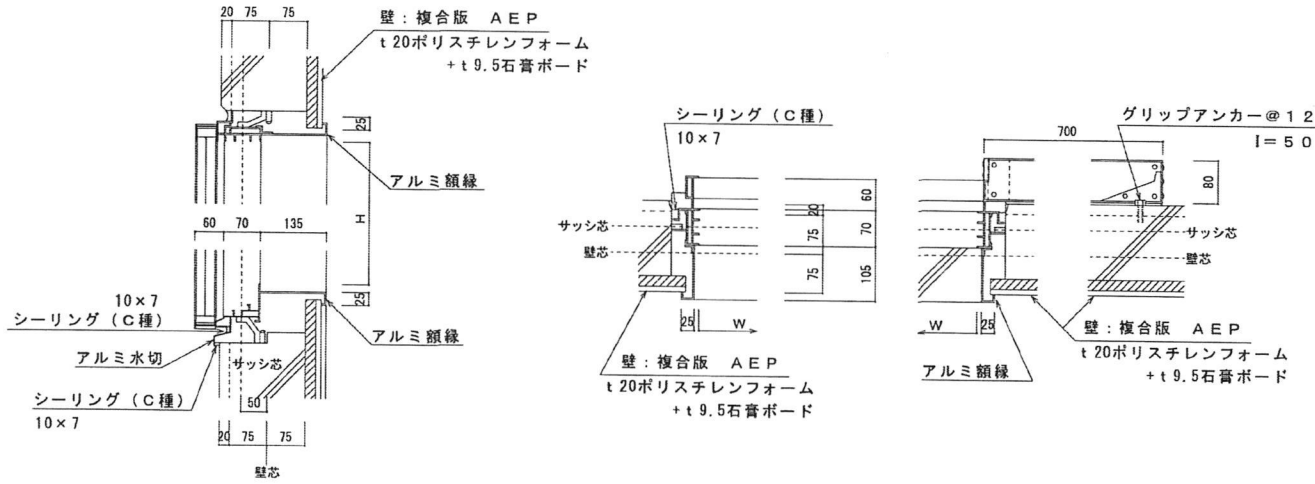 20 75 75
壁：複合版 AEP
t20ポリスチレンフォーム
+t9.5石膏ボード
25
アルミ額縁
H
60 70 135
10×7
シーリング（C種）
25
アルミ額縁
アルミ水切
サッシ芯
シーリング（C種）
10×7
50
20 75 75
壁芯
シーリング（C種）
10×7
サッシ芯
壁芯
20
75
75
60
70
105
25
W
壁：複合版 AEP
t20ポリスチレンフォーム
+t9.5石膏ボード
グリップアンカー@12
l=50
700
80
サッシ芯
壁芯
W
25
アルミ額縁
壁：複合版 AEP
t20ポリスチレンフォーム
+t9.5石膏ボード